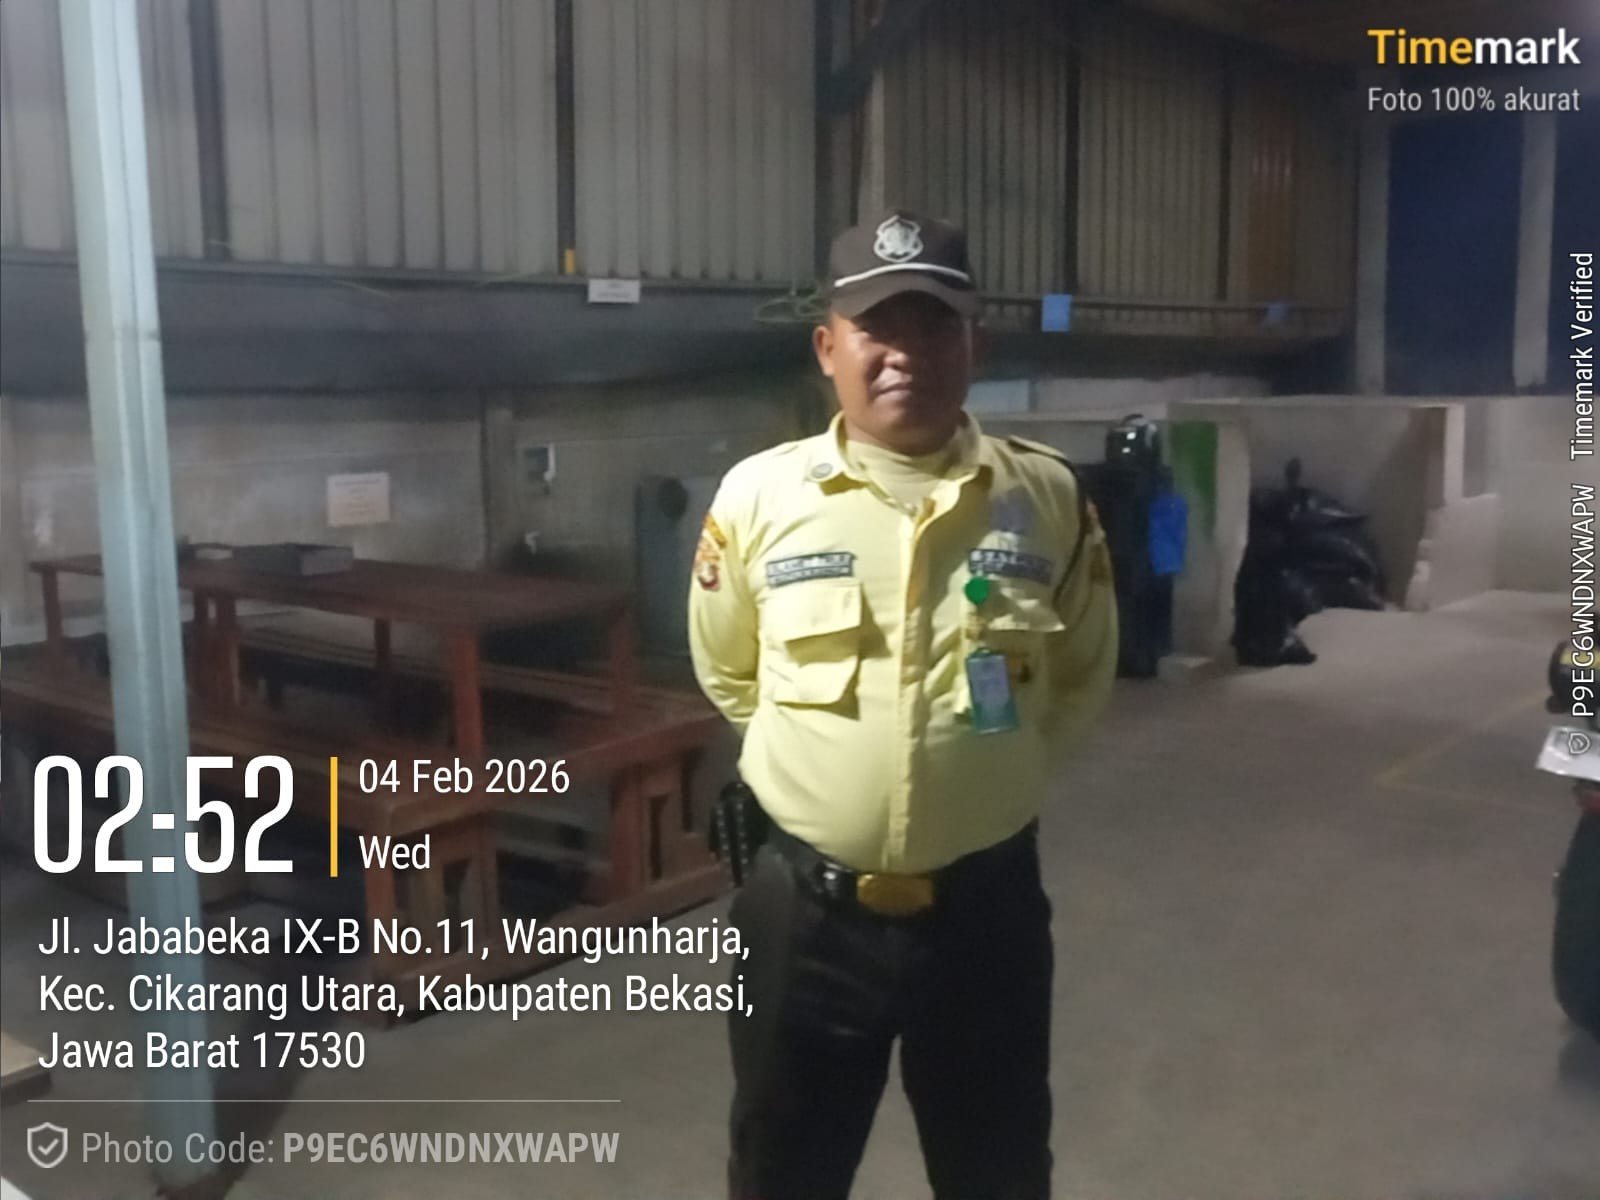 Timemark
Foto 100% akurat
P9EC6WNDNXWAPW Timemark Verified
02:52
04 Feb 2026
Wed
Jl. Jababeka IX-B No.11, Wangunharja,
Kec. Cikarang Utara, Kabupaten Bekasi,
Jawa Barat 17530
Photo Code: P9EC6WNDNXWAPW